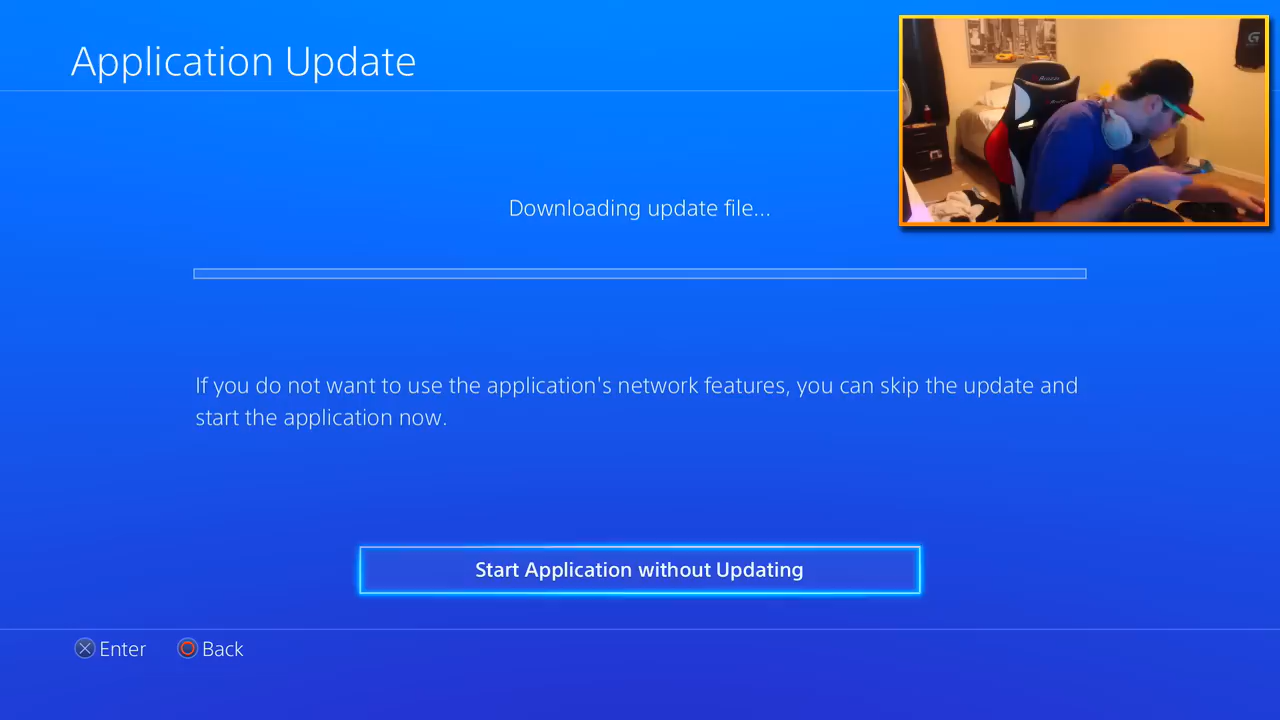 Application Update
Downloading update file...
If you do not want to use the application's network features, you can skip the update and
start the application now.
Start Application without Updating
Enter
Back